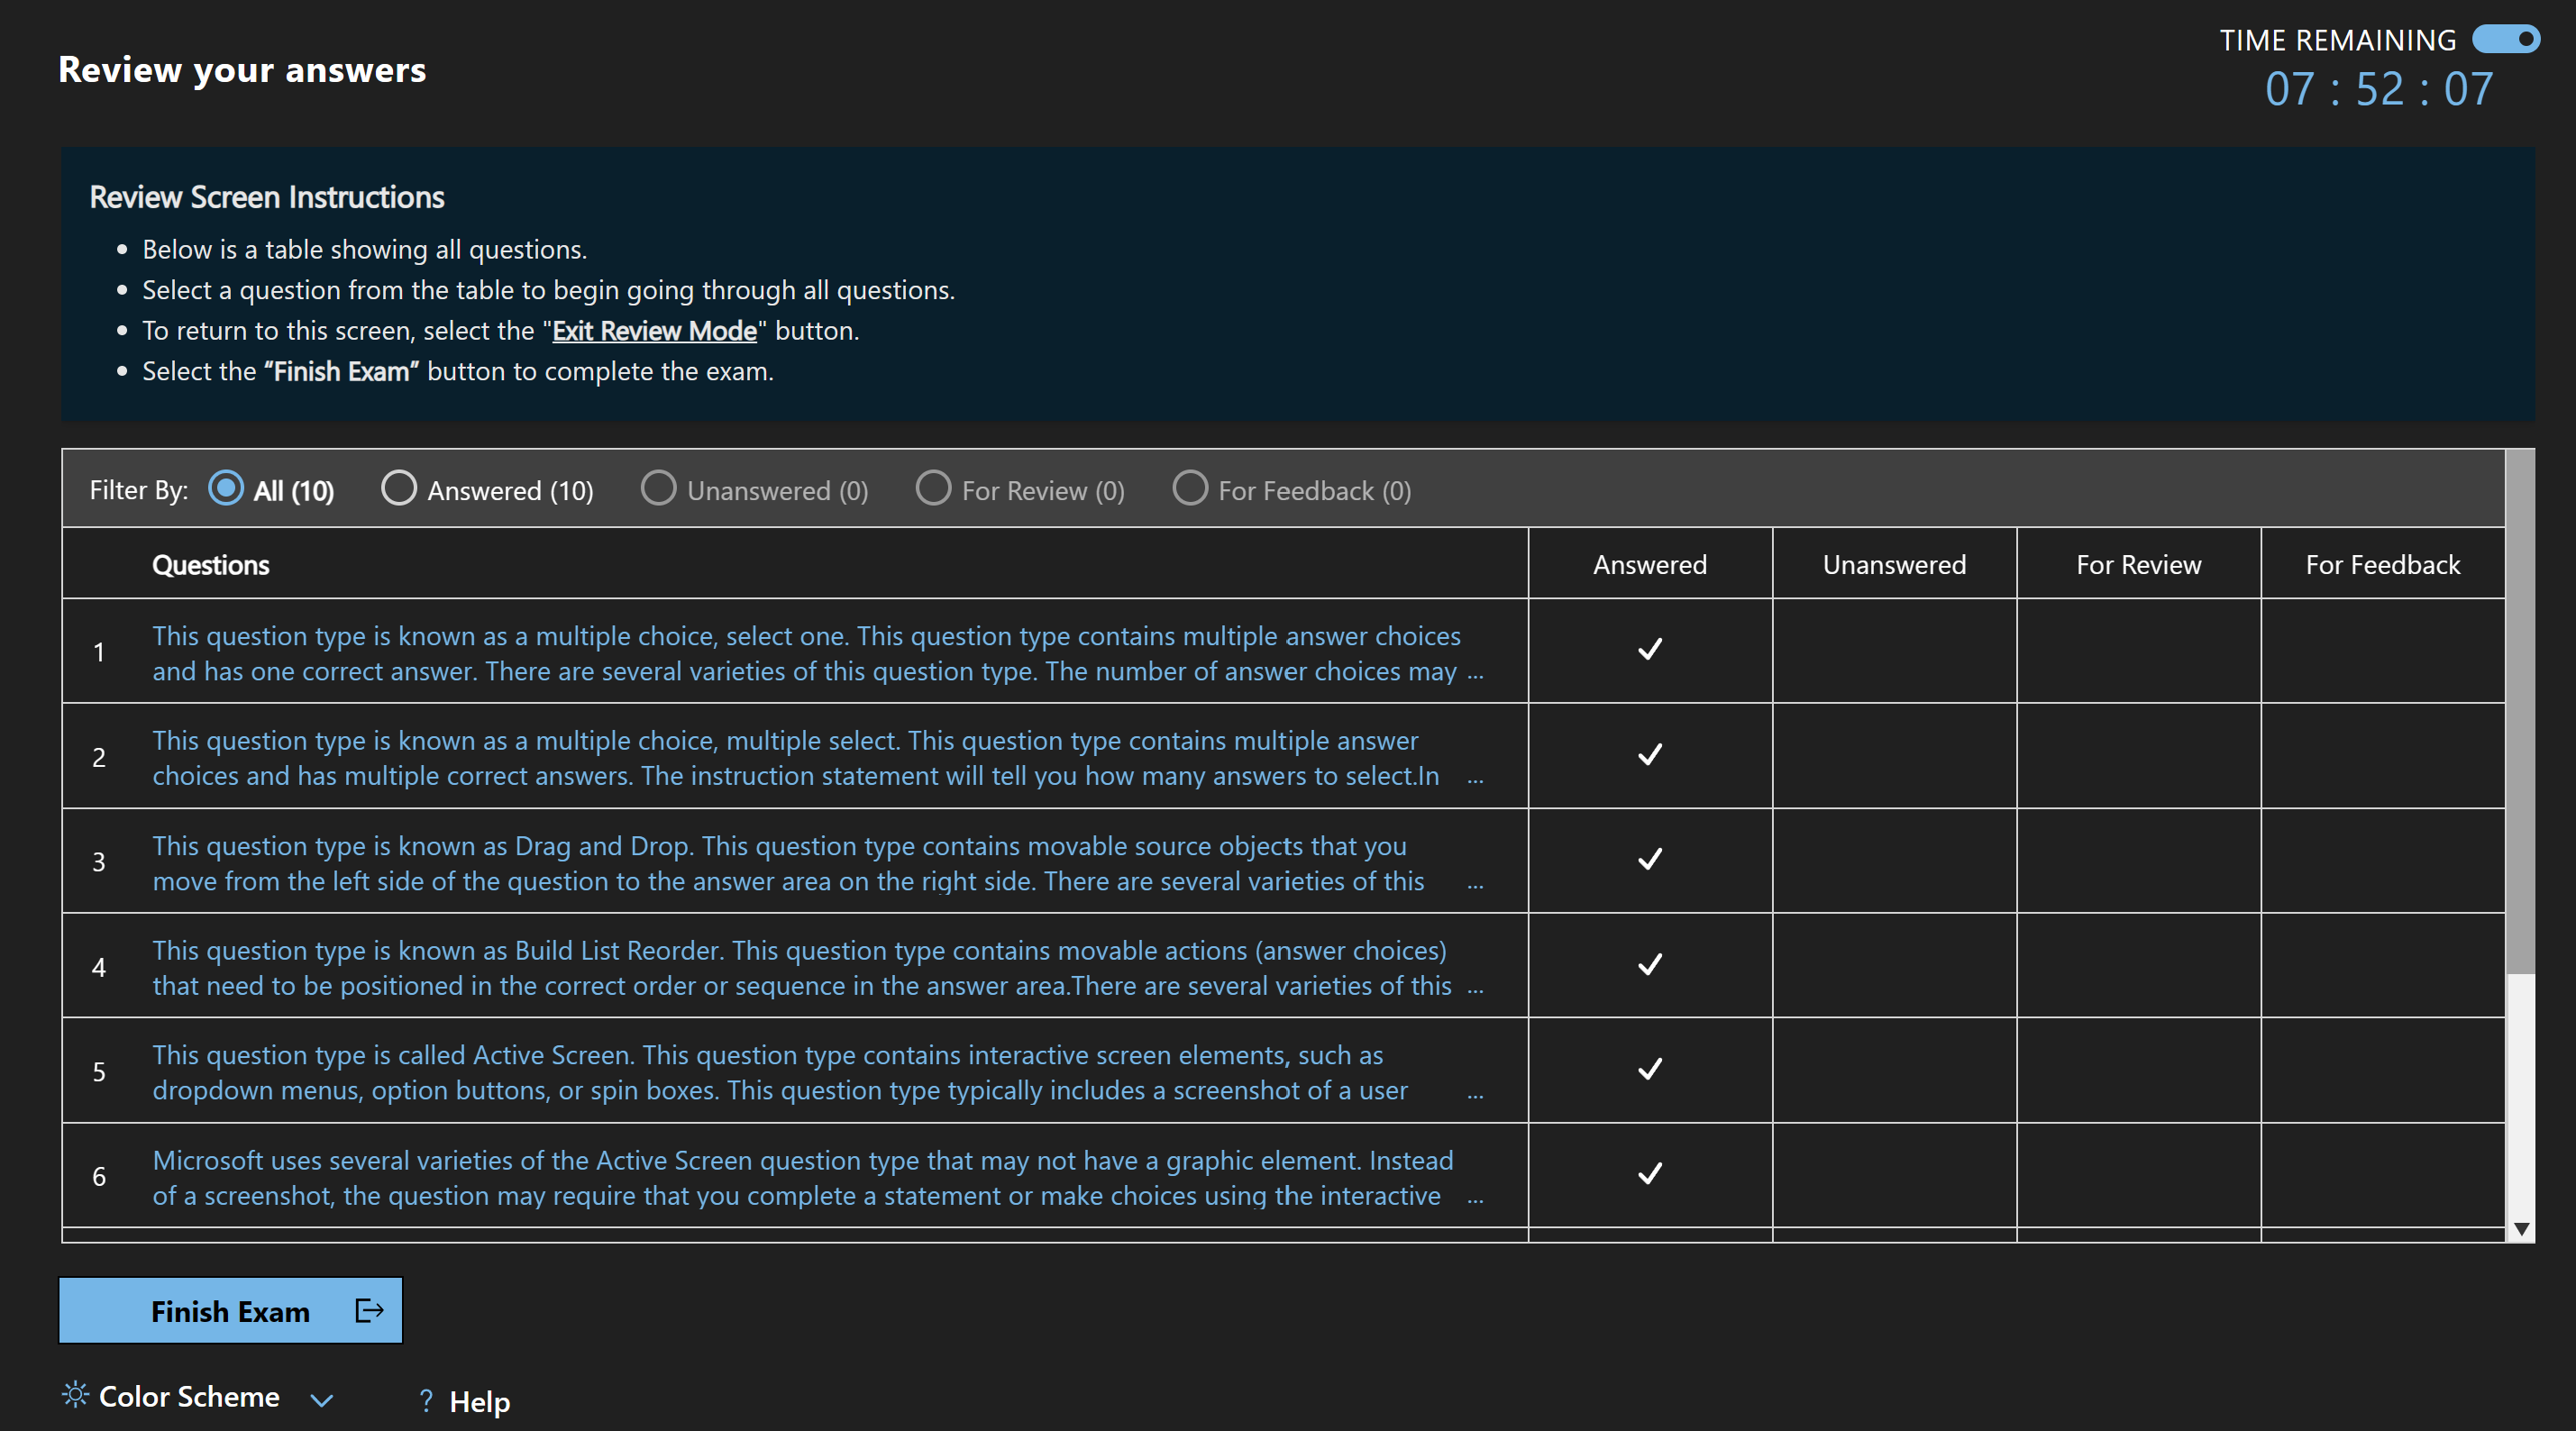 Review your answers
TIME REMAINING
07 : 52 : 07
Review Screen Instructions
• Below is a table showing all questions.
• Select a question from the table to begin going through all questions.
• To return to this screen, select the "Exit Review Mode" button.
• Select the “Finish Exam” button to complete the exam.
Filter By: All (10) Answered (10) Unanswered (0) For Review (0) For Feedback (0)
Questions Answered Unanswered For Review For Feedback
1
This question type is known as a multiple choice, select one. This question type contains multiple answer choices
and has one correct answer. There are several varieties of this question type. The number of answer choices may ...
2
This question type is known as a multiple choice, multiple select. This question type contains multiple answer
choices and has multiple correct answers. The instruction statement will tell you how many answers to select.In ...
3
This question type is known as Drag and Drop. This question type contains movable source objects that you
move from the left side of the question to the answer area on the right side. There are several varieties of this ...
4
This question type is known as Build List Reorder. This question type contains movable actions (answer choices)
that need to be positioned in the correct order or sequence in the answer area.There are several varieties of this ...
5
This question type is called Active Screen. This question type contains interactive screen elements, such as
dropdown menus, option buttons, or spin boxes. This question type typically includes a screenshot of a user ...
6
Microsoft uses several varieties of the Active Screen question type that may not have a graphic element. Instead
of a screenshot, the question may require that you complete a statement or make choices using the interactive ...
Finish Exam
Color Scheme
? Help